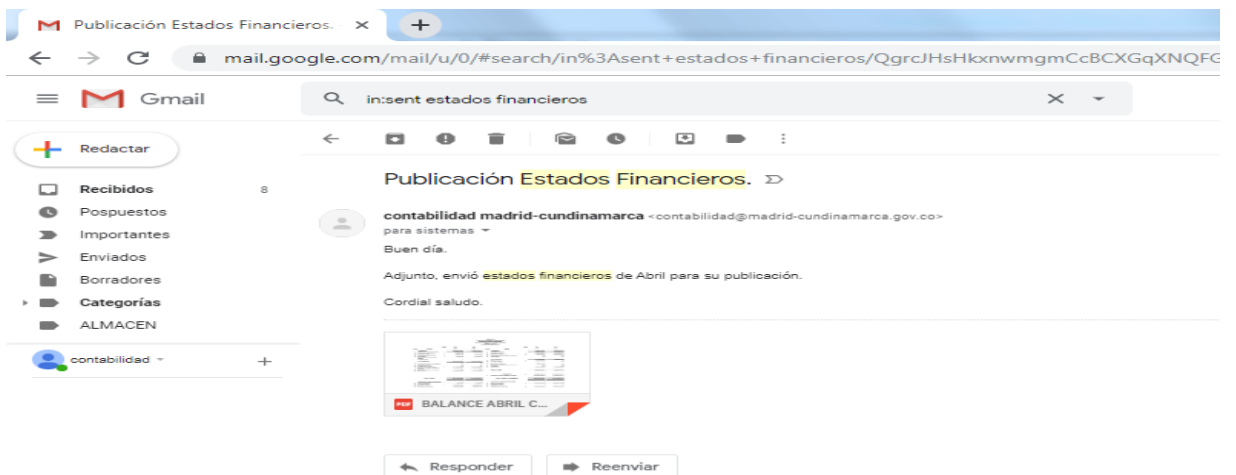 Publicación Estados Financieros.
mail.google.com/mail/u/0/#search/in%3Asent+estados+financieros/QgrcJHsHkxnwmgmCcBCXGqXNQFG
Gmail
in:sent estados financieros
Redactar
Publicación Estados Financieros.
Recibidos 8
Pospuestos
Importantes
Enviados
Borradores
Categorías
ALMACEN
contabilidad
contabilidad madrid-cundinamarca <contabilidad@madrid-cundinamarca.gov.co>
para sistemas
Buen día.
Adjunto, envió estados financieros de Abril para su publicación.
Cordial saludo.
PDF BALANCE ABRIL C...
Responder
Reenviar